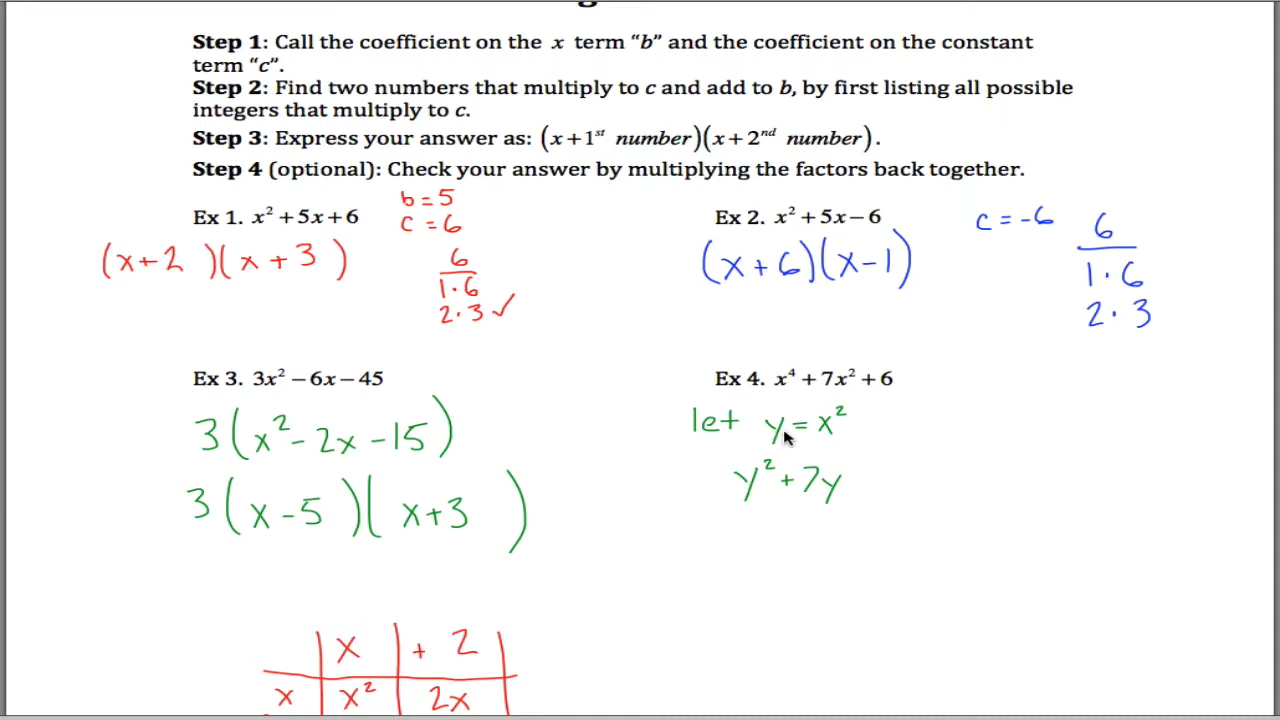 Step 1: Call the coefficient on the x term “b” and the coefficient on the constant
term “c”.
Step 2: Find two numbers that multiply to c and add to b, by first listing all possible
integers that multiply to c.
Step 3: Express your answer as: (x+1ˢᵗ number)(x+2ⁿᵈ number).
Step 4 (optional): Check your answer by multiplying the factors back together.
Ex 1. x² +5x+6
b = 5
c = 6
(x+2 )(x +3 )
6
1·6
2·3 ✓
Ex 2. x² +5x−6
c = -6
(x + 6)(x −1)
6
1·6
2·3
Ex 3. 3x² −6x−45
3(x² - 2x -15)
3(x -5 )( x+3 )
Ex 4. x⁴ +7x² +6
let y = x²
y² + 7y
x + 2
x x² 2x